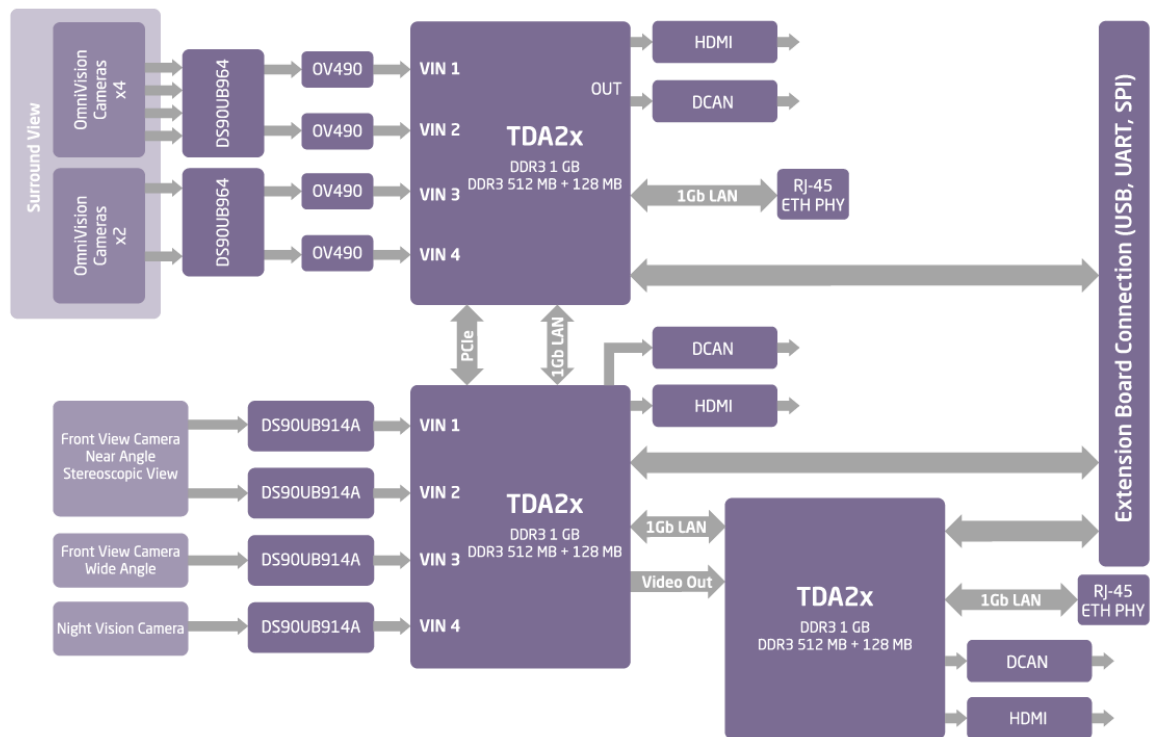 Surround View
OmniVision
Cameras
x4
DS90UB964
OV490
OV490
OmniVision
Cameras
x2
DS90UB964
OV490
OV490
VIN 1
VIN 2
VIN 3
VIN 4
OUT
TDA2x
DDR3 1 GB
DDR3 512 MB + 128 MB
HDMI
DCAN
1Gb LAN
RJ-45
ETH PHY
Extension Board Connection (USB, UART, SPI)
PCIe
1Gb LAN
Front View Camera
Near Angle
Stereoscopic View
DS90UB914A
DS90UB914A
Front View Camera
Wide Angle
DS90UB914A
Night Vision Camera
DS90UB914A
VIN 1
VIN 2
VIN 3
VIN 4
TDA2x
DDR3 1 GB
DDR3 512 MB + 128 MB
DCAN
HDMI
1Gb LAN
Video Out
TDA2x
DDR3 1 GB
DDR3 512 MB + 128 MB
1Gb LAN
RJ-45
ETH PHY
DCAN
HDMI